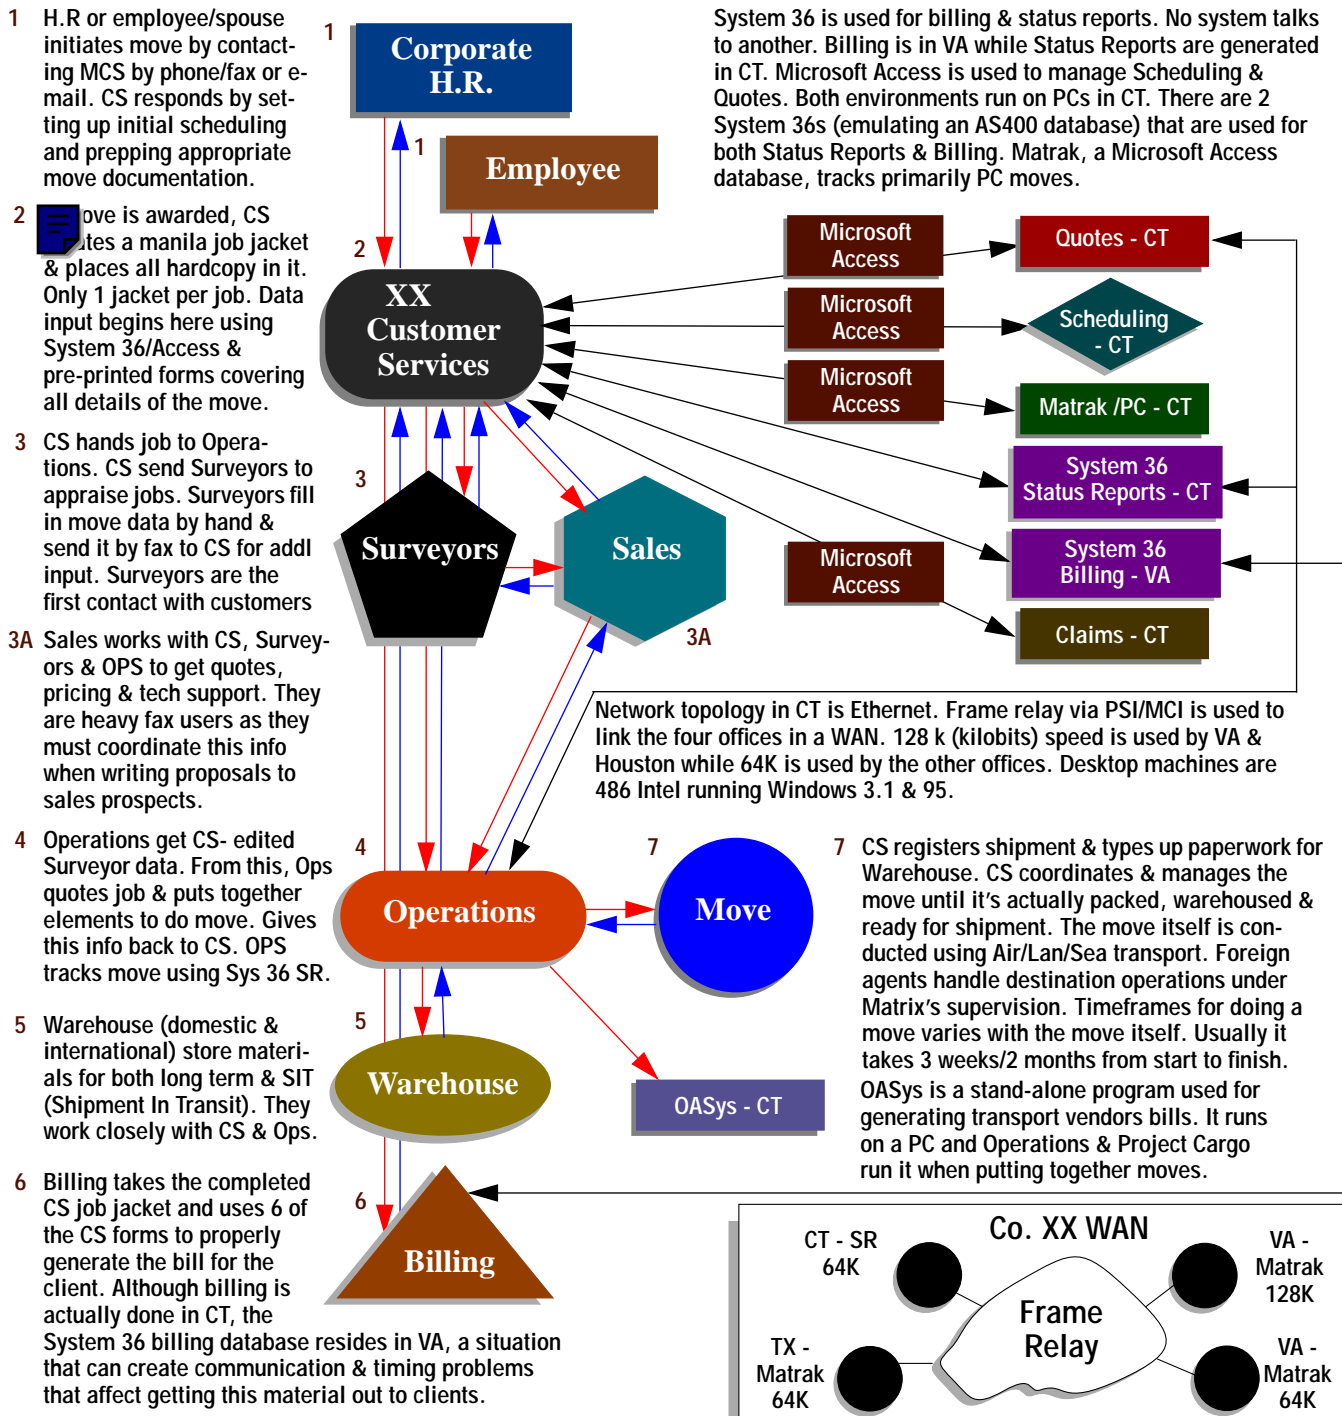 1 H.R or employee/spouse
initiates move by contact-
ing MCS by phone/fax or e-
mail. CS responds by set-
ting up initial scheduling
and prepping appropriate
move documentation.
2 ove is awarded, CS
ates a manila job jacket
& places all hardcopy in it.
Only 1 jacket per job. Data
input begins here using
System 36/Access &
pre-printed forms covering
all details of the move.
3 CS hands job to Opera-
tions. CS send Surveyors to
appraise jobs. Surveyors fill
in move data by hand &
send it by fax to CS for addl
input. Surveyors are the
first contact with customers
3A Sales works with CS, Survey-
ors & OPS to get quotes,
pricing & tech support. They
are heavy fax users as they
must coordinate this info
when writing proposals to
sales prospects.
4 Operations get CS- edited
Surveyor data. From this, Ops
quotes job & puts together
elements to do move. Gives
this info back to CS. OPS
tracks move using Sys 36 SR.
5 Warehouse (domestic &
international) store materi-
als for both long term & SIT
(Shipment In Transit). They
work closely with CS & Ops.
6 Billing takes the completed
CS job jacket and uses 6 of
the CS forms to properly
generate the bill for the
client. Although billing is
actually done in CT, the
System 36 billing database resides in VA, a situation
that can create communication & timing problems
that affect getting this material out to clients.
1
Corporate
H.R.
1
Employee
2
XX
Customer
Services
3
Surveyors
Sales
3A
4
Operations
7
Move
5
Warehouse
OASys - CT
6
Billing
System 36 is used for billing & status reports. No system talks
to another. Billing is in VA while Status Reports are generated
in CT. Microsoft Access is used to manage Scheduling &
Quotes. Both environments run on PCs in CT. There are 2
System 36s (emulating an AS400 database) that are used for
both Status Reports & Billing. Matrak, a Microsoft Access
database, tracks primarily PC moves.
Microsoft
Access
Quotes - CT
Microsoft
Access
Scheduling
- CT
Microsoft
Access
Matrak /PC - CT
System 36
Status Reports - CT
System 36
Billing - VA
Microsoft
Access
Claims - CT
Network topology in CT is Ethernet. Frame relay via PSI/MCI is used to
link the four offices in a WAN. 128 k (kilobits) speed is used by VA &
Houston while 64K is used by the other offices. Desktop machines are
486 Intel running Windows 3.1 & 95.
7 CS registers shipment & types up paperwork for
Warehouse. CS coordinates & manages the
move until it's actually packed, warehoused &
ready for shipment. The move itself is con-
ducted using Air/Lan/Sea transport. Foreign
agents handle destination operations under
Matrix's supervision. Timeframes for doing a
move varies with the move itself. Usually it
takes 3 weeks/2 months from start to finish.
OASys is a stand-alone program used for
generating transport vendors bills. It runs
on a PC and Operations & Project Cargo
run it when putting together moves.
Co. XX WAN
CT - SR
64K
VA -
Matrak
128K
Frame
Relay
TX -
Matrak
64K
VA -
Matrak
64K